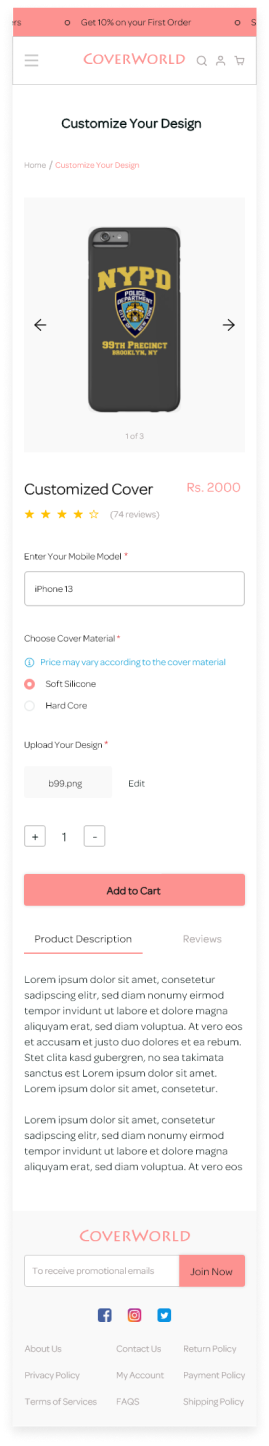 rs o Get 10% on your First Order o S
COVERWORLD
Customize Your Design
Home / Customize Your Design
NYPD
POLICE
DEPARTMENT
CITY OF NEW YORK
99TH PRECINCT
BROOKLYN, NY
1 of 3
Customized Cover Rs. 2000
(74 reviews)
Enter Your Mobile Model *
iPhone 13
Choose Cover Material *
Price may vary according to the cover material
Soft Silicone
Hard Core
Upload Your Design *
b99.png Edit
+ 1 -
Add to Cart
Product Description Reviews
Lorem ipsum dolor sit amet, consetetur
sadipscing elitr, sed diam nonumy eirmod
tempor invidunt ut labore et dolore magna
aliquyam erat, sed diam voluptua. At vero eos
et accusam et justo duo dolores et ea rebum.
Stet clita kasd gubergren, no sea takimata
sanctus est Lorem ipsum dolor sit amet.
Lorem ipsum dolor sit amet, consetetur.
Lorem ipsum dolor sit amet, consetetur
sadipscing elitr, sed diam nonumy eirmod
tempor invidunt ut labore et dolore magna
aliquyam erat, sed diam voluptua. At vero eos
COVERWORLD
To receive promotional emails Join Now
About Us Contact Us Return Policy
Privacy Policy My Account Payment Policy
Terms of Services FAQS Shipping Policy